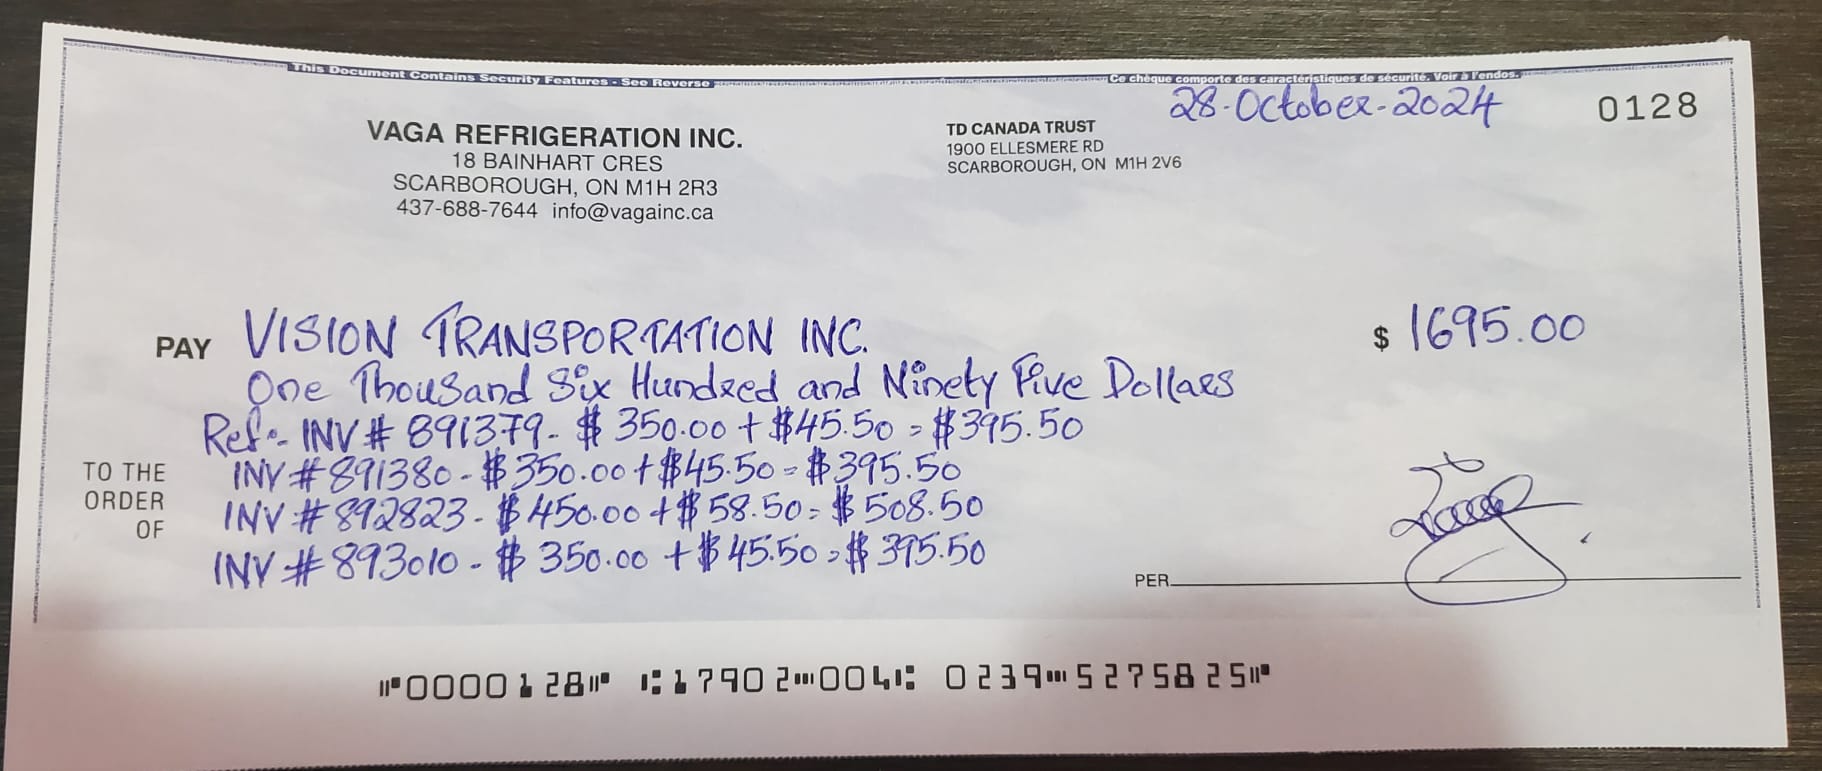 This Document Contains Security Features - See Reverse
Ce chèque comporte des caractéristiques de sécurité. Voir à l'endos.
28-October-2024
0128
VAGA REFRIGERATION INC.
18 BAINHART CRES
SCARBOROUGH, ON M1H 2R3
437-688-7644 info@vagainc.ca
TD CANADA TRUST
1900 ELLESMERE RD
SCARBOROUGH, ON M1H 2V6
PAY VISION TRANSPORTATION INC. $ 1695.00
One Thousand Six Hundred and Ninety Five Dollars
Ref:- INV# 891379- $ 350.00 + $45.50 = $395.50
INV#891380 - $350.00 + $45.50 = $395.50
INV#892823 - $450.00 + $58.50 = $508.50
INV#893010 - $ 350.00 + $45.50 = $395.50
TO THE
ORDER
OF
PER
⑈0000128⑈ ⑆17902⑉004⑆ 0239⑉5275825⑈